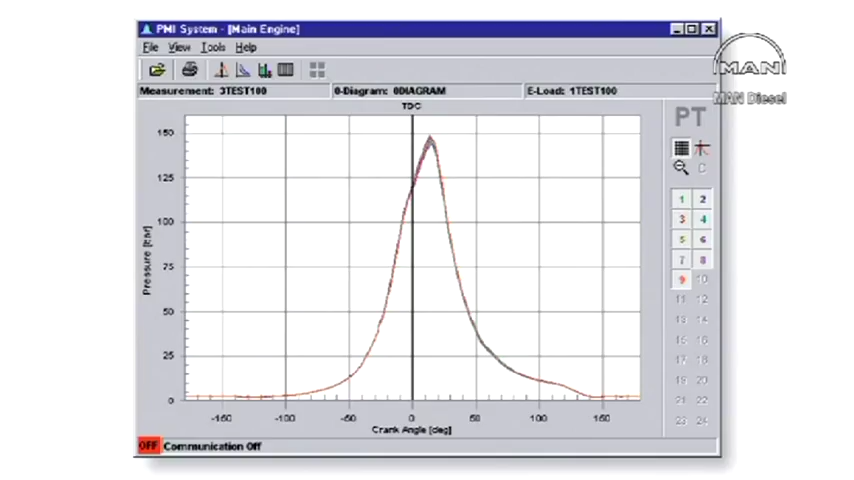 PMI System - [Main Engine]
File View Tools Help
Measurement: 3TEST100 0-Diagram: 0DIAGRAM E-Load: 1TEST100
MAN
MAN Diesel
TDC
PT
C
150
125
100
75
50
25
0
Pressure [bar]
-150 -100 -50 0 50 100 150
Crank Angle [deg]
1 2
3 4
5 6
7 8
9 10
11 12
13 14
15 16
17 18
19 20
21 22
23 24
OFF Communication Off